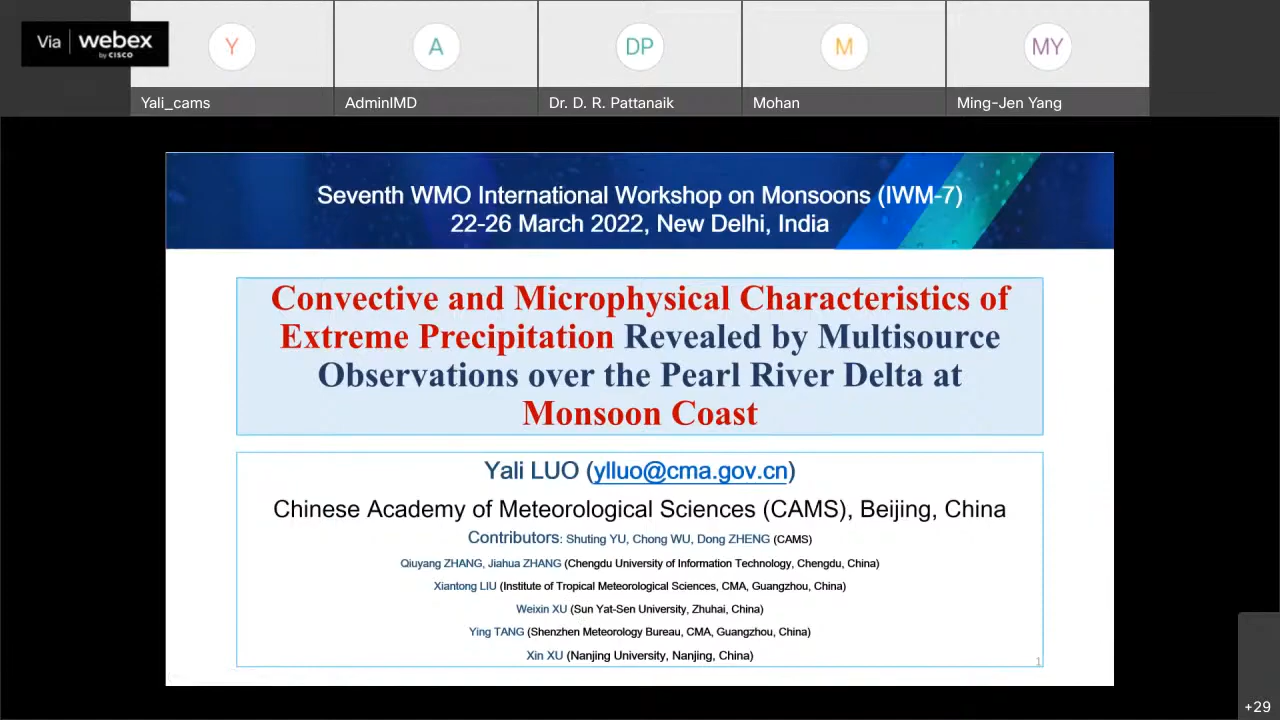 Via webex
by CISCO
Y
A
DP
M
MY
Yali_cams
AdminIMD
Dr. D. R. Pattanaik
Mohan
Ming-Jen Yang
Seventh WMO International Workshop on Monsoons (IWM-7)
22-26 March 2022, New Delhi, India
Convective and Microphysical Characteristics of
Extreme Precipitation Revealed by Multisource
Observations over the Pearl River Delta at
Monsoon Coast
Yali LUO (ylluo@cma.gov.cn)
Chinese Academy of Meteorological Sciences (CAMS), Beijing, China
Contributors: Shuting YU, Chong WU, Dong ZHENG (CAMS)
Qiuyang ZHANG, Jiahua ZHANG (Chengdu University of Information Technology, Chengdu, China)
Xiantong LIU (Institute of Tropical Meteorological Sciences, CMA, Guangzhou, China)
Weixin XU (Sun Yat-Sen University, Zhuhai, China)
Ying TANG (Shenzhen Meteorology Bureau, CMA, Guangzhou, China)
Xin XU (Nanjing University, Nanjing, China)
1
+29